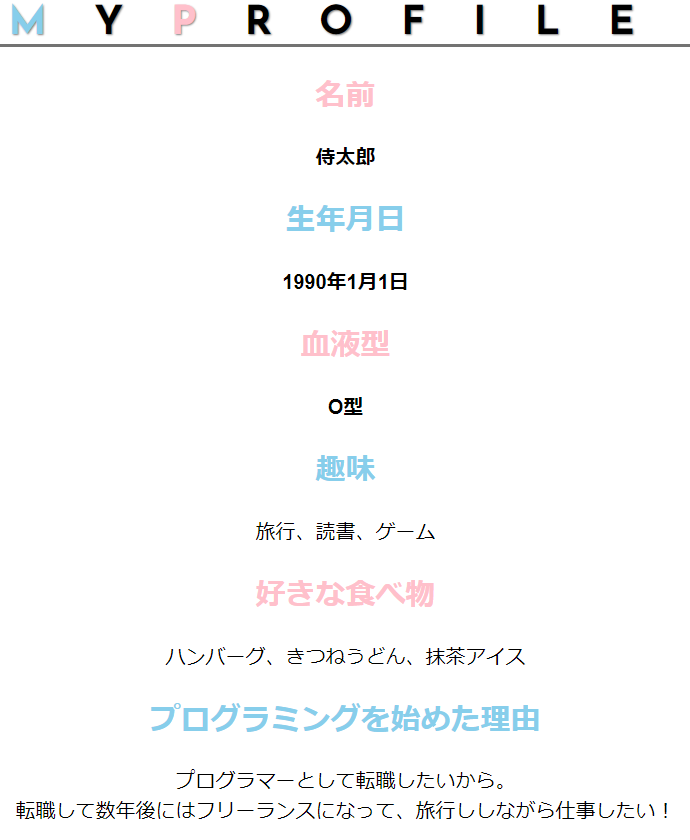 MY PROFILE
名前
侍太郎
生年月日
1990年1月1日
血液型
O型
趣味
旅行、読書、ゲーム
好きな食べ物
ハンバーグ、きつねうどん、抹茶アイス
プログラミングを始めた理由
プログラマーとして転職したいから。
転職して数年後にはフリーランスになって、旅行ししながら仕事したい！